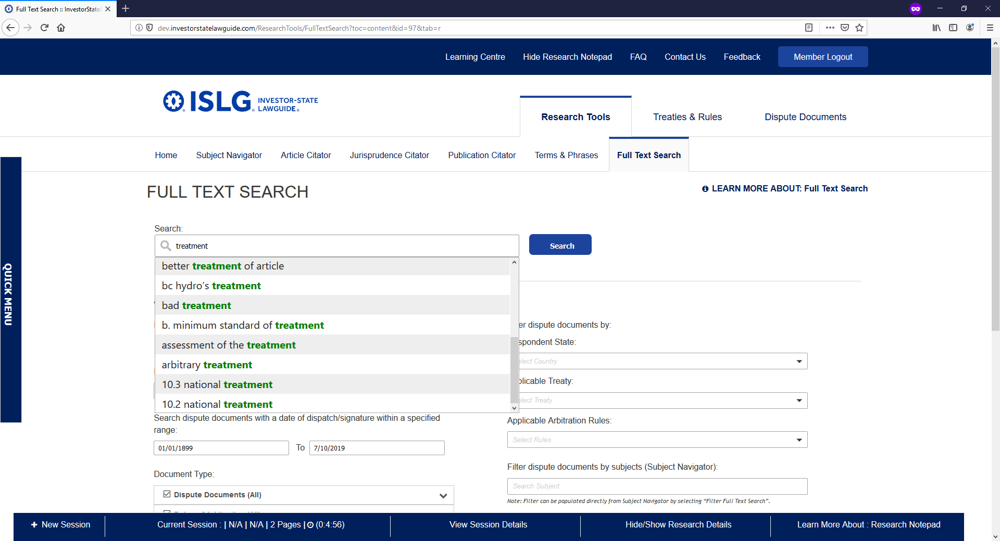 Full Text Search :: InvestorStateL
dev.investorstatelawguide.com/ResearchTools/FullTextSearch?toc=content&id=97&tab=r
Learning Centre
Hide Research Notepad
FAQ
Contact Us
Feedback
Member Logout
ISLG® INVESTOR-STATE
LAWGUIDE®
Research Tools
Treaties & Rules
Dispute Documents
Home
Subject Navigator
Article Citator
Jurisprudence Citator
Publication Citator
Terms & Phrases
Full Text Search
QUICK MENU
FULL TEXT SEARCH
LEARN MORE ABOUT: Full Text Search
Search:
treatment
Search
better treatment of article
bc hydro’s treatment
bad treatment
b. minimum standard of treatment
assessment of the treatment
arbitrary treatment
10.3 national treatment
10.2 national treatment
er dispute documents by:
spondent State:
elect Country
plicable Treaty:
elect Treaty
Applicable Arbitration Rules:
Select Rules
Search dispute documents with a date of dispatch/signature within a specified
range:
01/01/1899
To
7/10/2019
Filter dispute documents by subjects (Subject Navigator):
Search Subject
Note: Filter can be populated directly from Subject Navigator by selecting “Filter Full Text Search”.
Document Type:
Dispute Documents (All)
+ New Session
Current Session : | N/A | N/A | 2 Pages | (0:4:56)
View Session Details
Hide/Show Research Details
Learn More About : Research Notepad